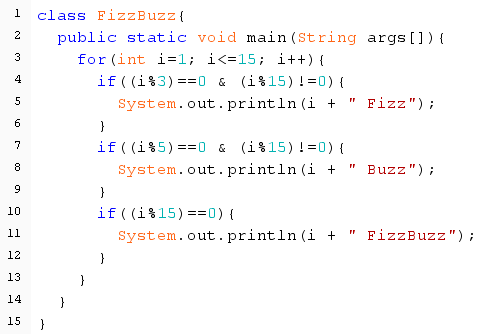 1 class FizzBuzz{
2 public static void main(String args[]){
3 for(int i=1; i<=15; i++){
4 if((i%3)==0 & (i%15)!=0){
5 System.out.println(i + " Fizz");
6 }
7 if((i%5)==0 & (i%15)!=0){
8 System.out.println(i + " Buzz");
9 }
10 if((i%15)==0){
11 System.out.println(i + " FizzBuzz");
12 }
13 }
14 }
15 }